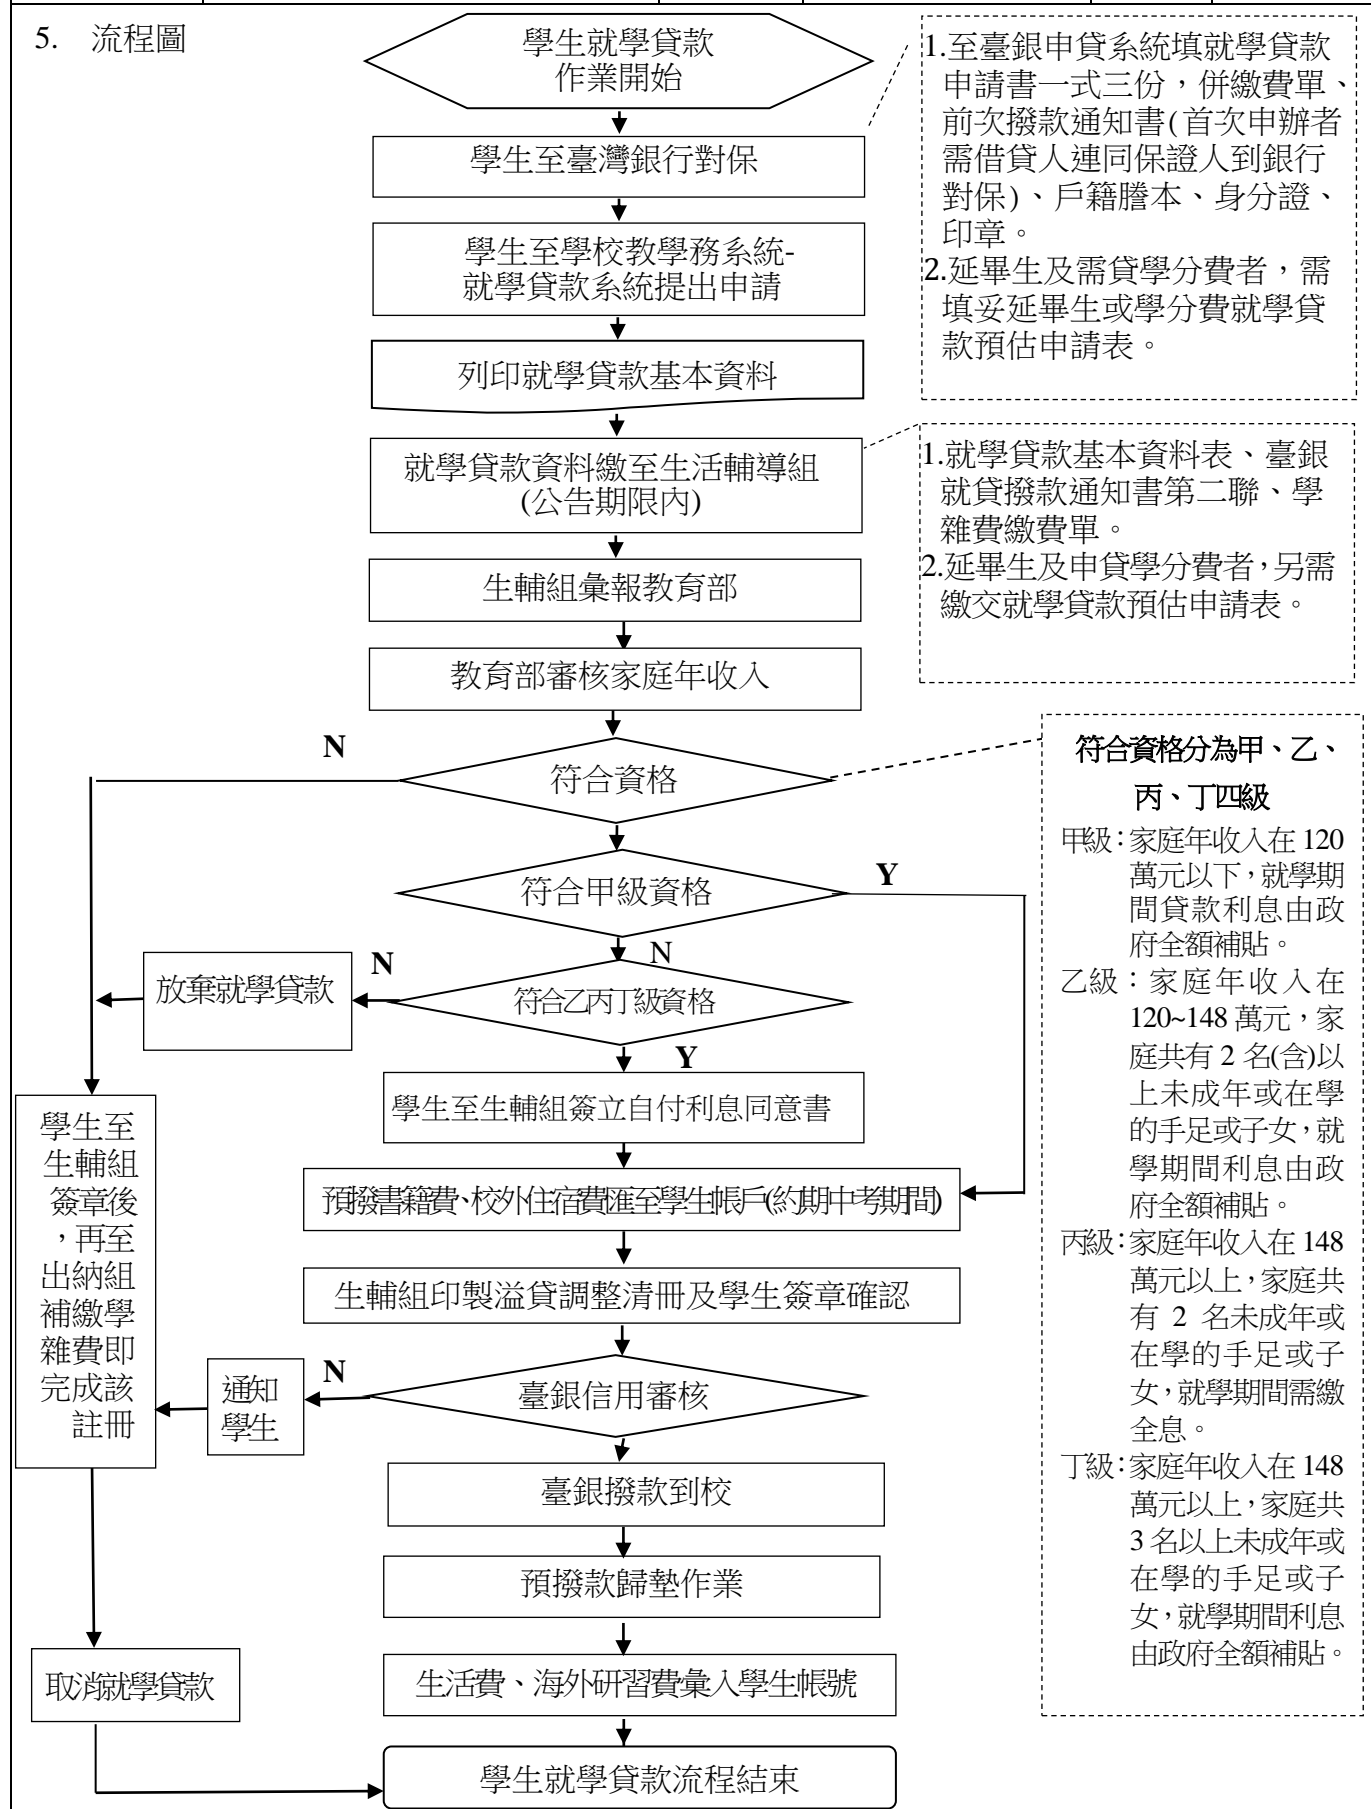 5. 流程圖
學生就學貸款
作業開始
學生至臺灣銀行對保
學生至學校教學務系統-
就學貸款系統提出申請
列印就學貸款基本資料
就學貸款資料繳至生活輔導組
(公告期限內)
生輔組彙報教育部
教育部審核家庭年收入
符合資格
N
符合甲級資格
Y
N
符合乙丙丁級資格
N
放棄就學貸款
Y
學生至生輔組簽立自付利息同意書
預撥書籍費、校外住宿費匯至學生帳戶(約期中考期間)
生輔組印製溢貸調整清冊及學生簽章確認
臺銀信用審核
N
通知
學生
學生至
生輔組
簽章後
，再至
出納組
補繳學
雜費即
完成該
註冊
臺銀撥款到校
預撥款歸墊作業
取消就學貸款
生活費、海外研習費彙入學生帳號
學生就學貸款流程結束
1.至臺銀申貸系統填就學貸款
申請書一式三份，併繳費單、
前次撥款通知書(首次申辦者
需借貸人連同保證人到銀行
對保)、戶籍謄本、身分證、
印章。
2.延畢生及需貸學分費者，需
填妥延畢生或學分費就學貸
款預估申請表。
1.就學貸款基本資料表、臺銀
就貸撥款通知書第二聯、學
雜費繳費單。
2.延畢生及申貸學分費者，另需
繳交就學貸款預估申請表。
符合資格分為甲、乙、
丙、丁四級
甲級：家庭年收入在 120
萬元以下，就學期
間貸款利息由政
府全額補貼。
乙級：家庭年收入在
120~148 萬元，家
庭共有 2 名(含)以
上未成年或在學
的手足或子女，就
學期間利息由政
府全額補貼。
丙級：家庭年收入在 148
萬元以上，家庭共
有 2 名未成年或
在學的手足或子
女，就學期間需繳
全息。
丁級：家庭年收入在 148
萬元以上，家庭共
3 名以上未成年或
在學的手足或子
女，就學期間利息
由政府全額補貼。